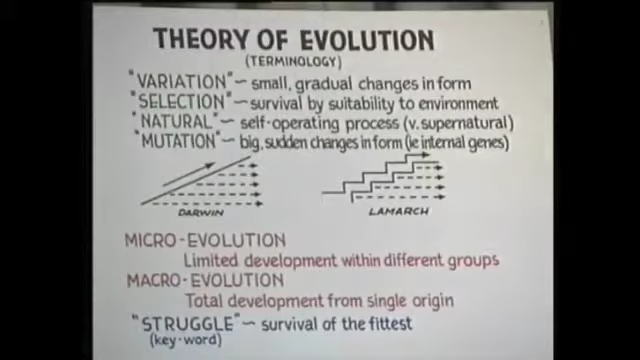 THEORY OF EVOLUTION
(TERMINOLOGY)
"VARIATION" ~ small, gradual changes in form
"SELECTION" ~ survival by suitability to environment
"NATURAL" ~ self-operating process (v. supernatural)
"MUTATION" ~ big, sudden changes in form (ie internal genes)
DARWIN LAMARCH
MICRO-EVOLUTION
Limited development within different groups
MACRO-EVOLUTION
Total development from single origin
"STRUGGLE" ~ survival of the fittest
(key-word)